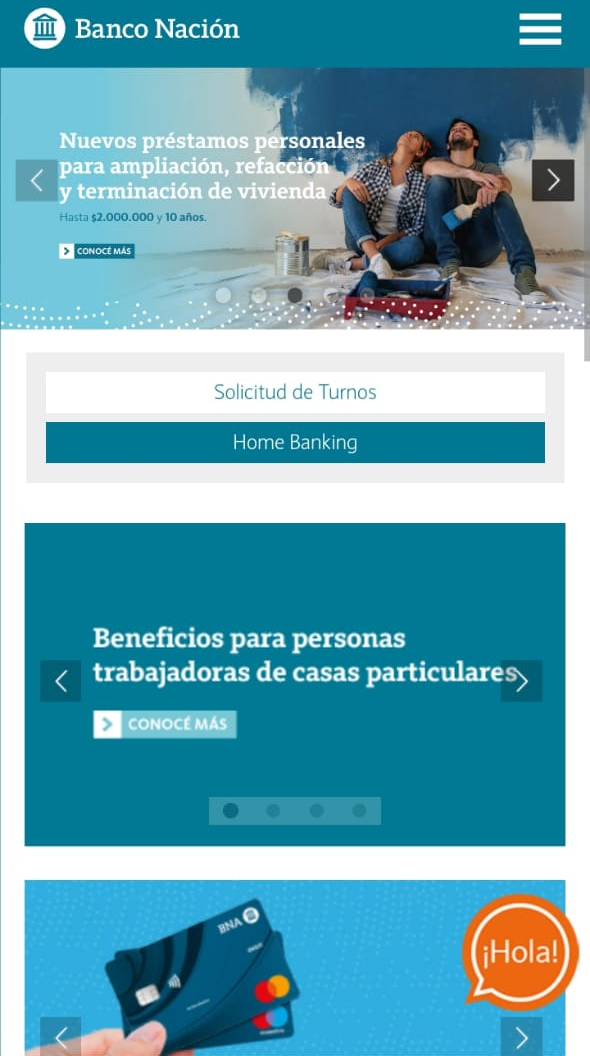 Banco Nación
Nuevos préstamos personales
para ampliación, refacción
y terminación de vivienda
Hasta $2.000.000 y 10 años.
CONOCÉ MÁS
Solicitud de Turnos
Home Banking
Beneficios para personas
trabajadoras de casas particulares
CONOCÉ MÁS
BNA
¡Hola!